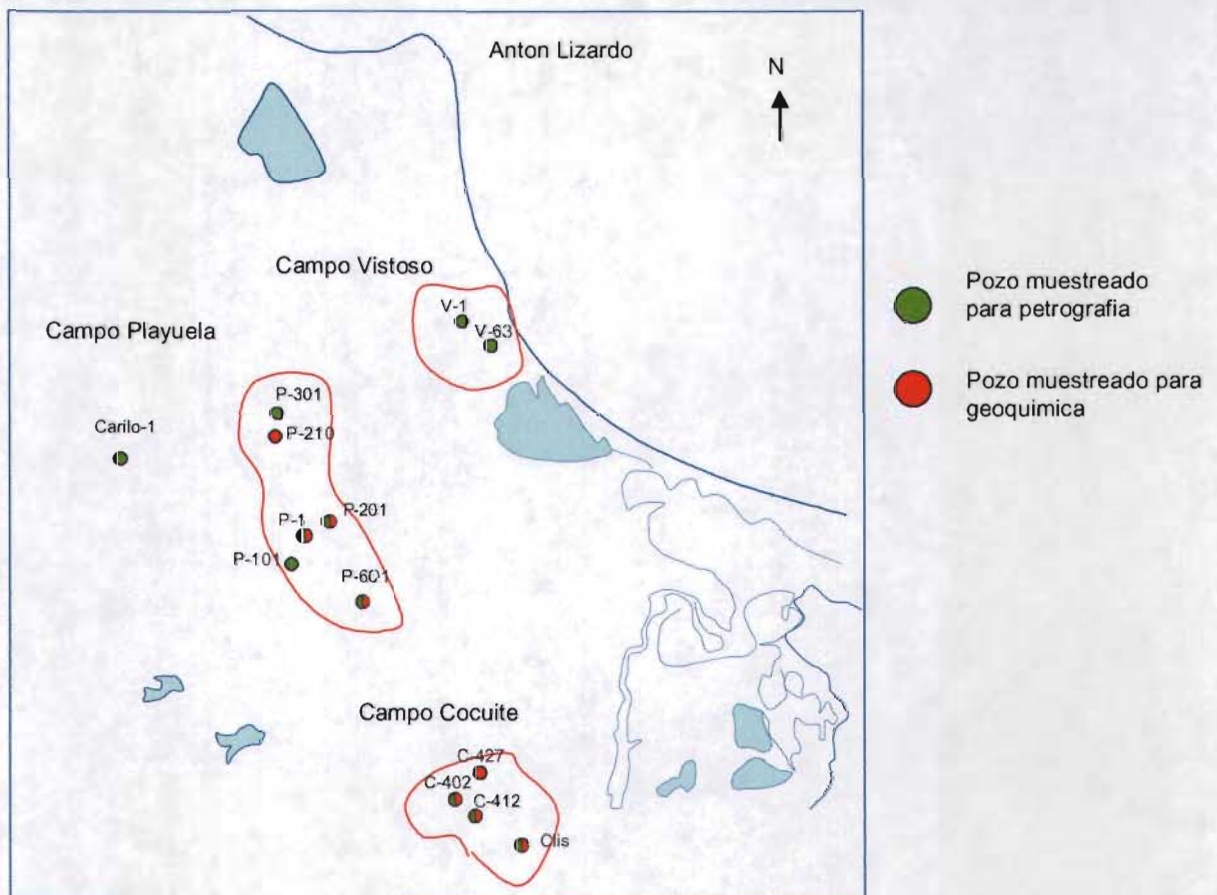 Anton Lizardo
N
Campo Vistoso
V-1
V-63
Campo Playuela
P-301
P-210
Carilo-1
P-201
P-1
P-101
P-601
Campo Cocuite
C-427
C-402
C-412
Clis
Pozo muestreado
para petrografia
Pozo muestreado para
geoquimica